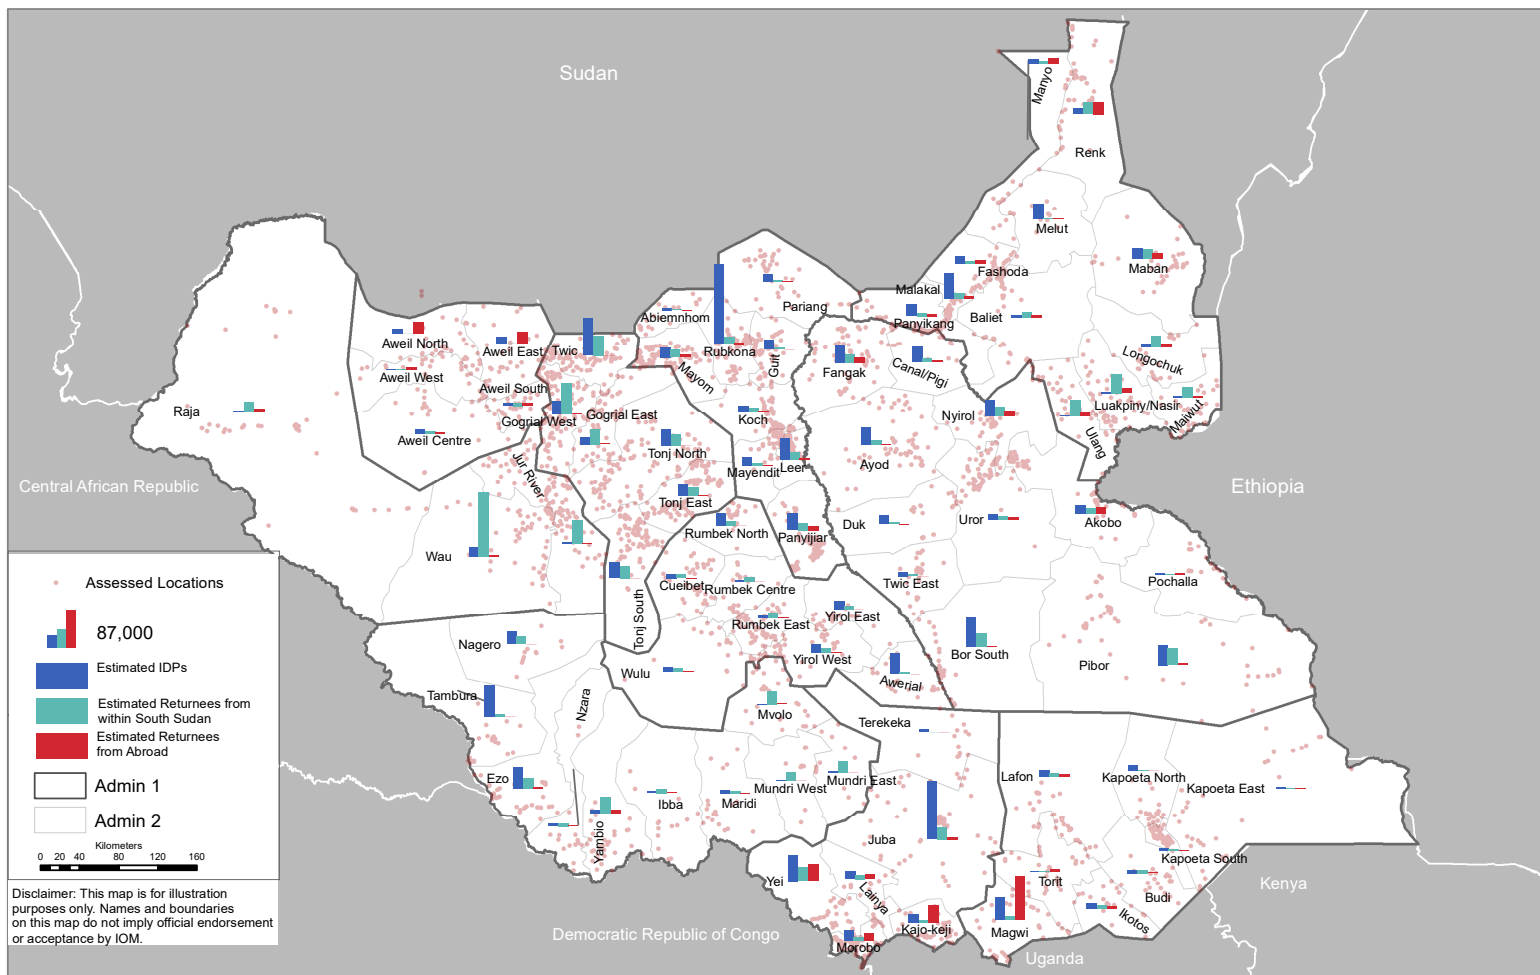 Sudan
Manyo
Renk
Melut
Maban
Fashoda
Malakal
Panyikang
Baliet
Pariang
Abiemnhom
Rubkona
Guit
Mayom
Twic
Aweil North
Aweil East
Aweil West
Aweil South
Aweil Centre
Raja
Gogrial West
Gogrial East
Fangak
Canal/Pigi
Longochuk
Luakpiny/Nasir
Maiwut
Ulang
Nyirol
Koch
Tonj North
Mayendit
Leer
Ayod
Jur River
Central African Republic
Ethiopia
Tonj East
Rumbek North
Panyijiar
Duk
Uror
Akobo
Wau
Cueibet
Rumbek Centre
Twic East
Pochalla
Tonj South
Rumbek East
Yirol East
Nagero
Yirol West
Bor South
Pibor
Wulu
Awerial
Tambura
Nzara
Mvolo
Terekeka
Ezo
Ibba
Maridi
Mundri West
Mundri East
Lafon
Kapoeta North
Kapoeta East
Yambio
Juba
Kapoeta South
Yei
Lainya
Torit
Budi
Kenya
Ikotos
Kajo-keji
Magwi
Morobo
Democratic Republic of Congo
Uganda
Assessed Locations
87,000
Estimated IDPs
Estimated Returnees from
within South Sudan
Estimated Returnees
from Abroad
Admin 1
Admin 2
Kilometers
0 20 40 80 120 160
Disclaimer: This map is for illustration
purposes only. Names and boundaries
on this map do not imply official endorsement
or acceptance by IOM.